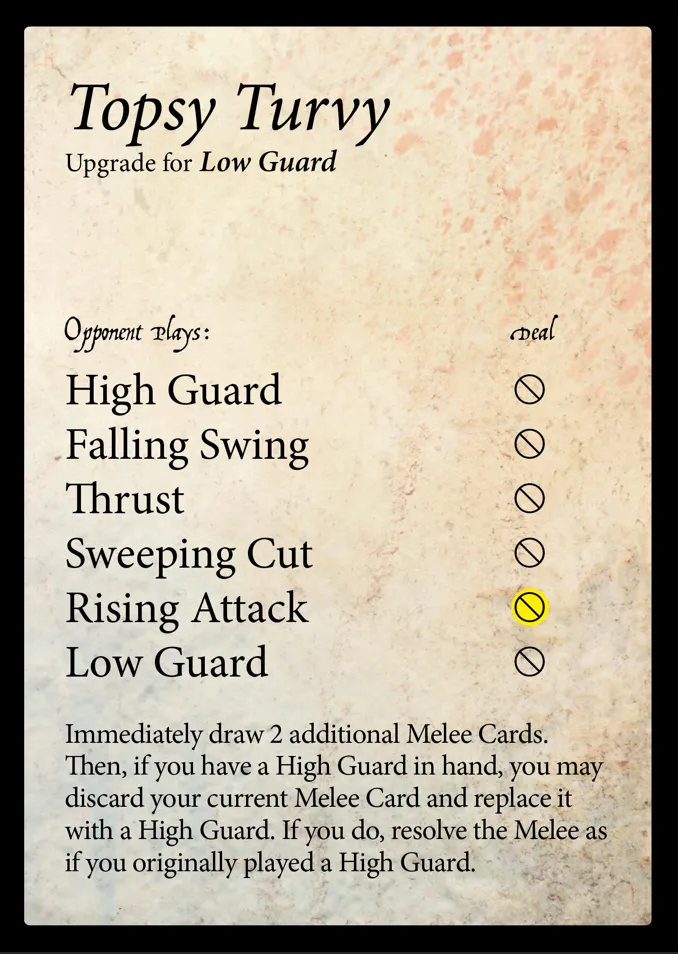 Topsy Turvy
Upgrade for Low Guard
Opponent Plays: Deal
High Guard
Falling Swing
Thrust
Sweeping Cut
Rising Attack
Low Guard
Immediately draw 2 additional Melee Cards.
Then, if you have a High Guard in hand, you may
discard your current Melee Card and replace it
with a High Guard. If you do, resolve the Melee as
if you originally played a High Guard.